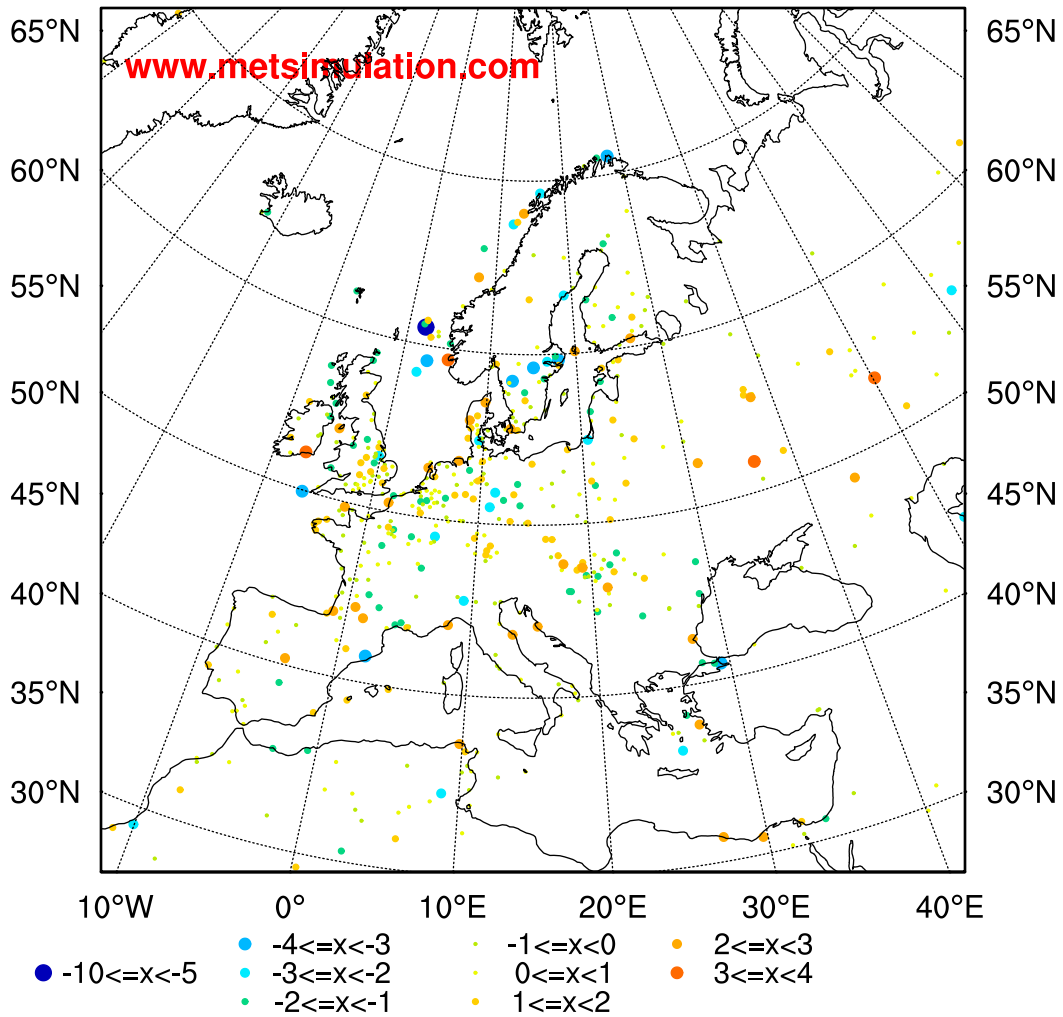 65°N 65°N
www.metsimulation.com
60°N 60°N
55°N 55°N
50°N 50°N
45°N 45°N
40°N 40°N
35°N 35°N
30°N 30°N
10°W 0° 10°E 20°E 30°E 40°E
-4<=x<-3 -1<=x<0 2<=x<3
-10<=x<-5 -3<=x<-2 0<=x<1 3<=x<4
-2<=x<-1 1<=x<2